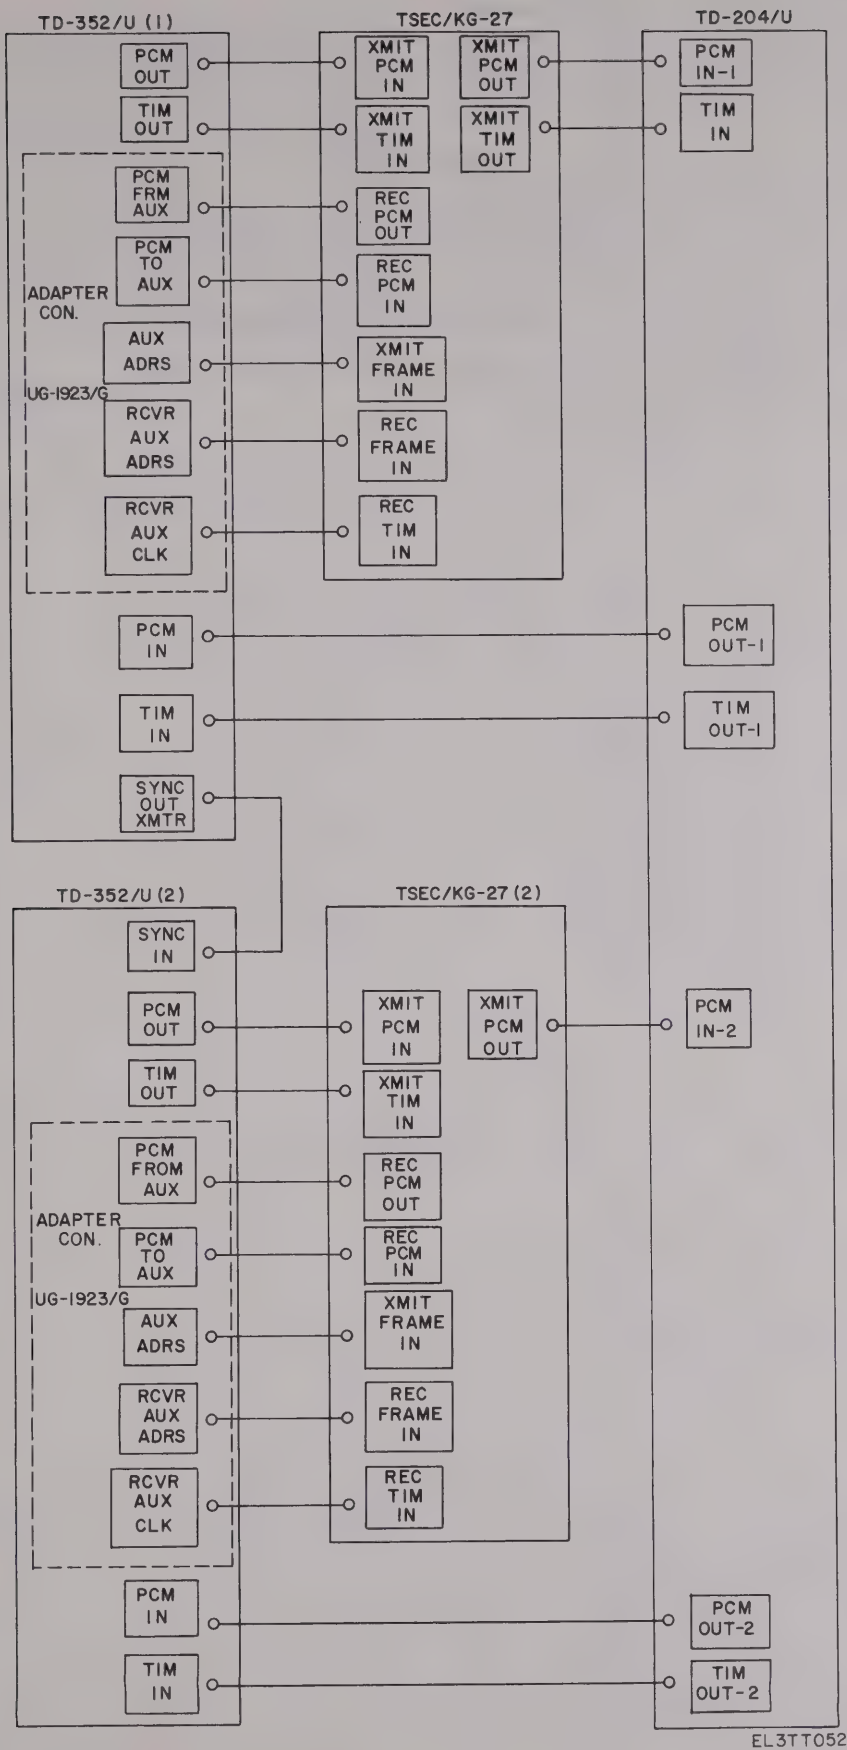 TD-352/U (1)
TSEC/KG-27
TD-204/U
PCM
OUT
XMIT
PCM
IN
XMIT
PCM
OUT
PCM
IN-1
TIM
OUT
XMIT
TIM
IN
XMIT
TIM
OUT
TIM
IN
PCM
FRM
AUX
REC
PCM
OUT
PCM
TO
AUX
REC
PCM
IN
ADAPTER
CON.
AUX
ADRS
XMIT
FRAME
IN
UG-1923/G
RCVR
AUX
ADRS
REC
FRAME
IN
RCVR
AUX
CLK
REC
TIM
IN
PCM
IN
PCM
OUT-1
TIM
IN
TIM
OUT-1
SYNC
OUT
XMTR
TD-352/U (2)
TSEC/KG-27 (2)
SYNC
IN
PCM
OUT
XMIT
PCM
IN
XMIT
PCM
OUT
PCM
IN-2
TIM
OUT
XMIT
TIM
IN
PCM
FROM
AUX
REC
PCM
OUT
ADAPTER
CON.
PCM
TO
AUX
REC
PCM
IN
UG-1923/G
AUX
ADRS
XMIT
FRAME
IN
RCVR
AUX
ADRS
REC
FRAME
IN
RCVR
AUX
CLK
REC
TIM
IN
PCM
IN
PCM
OUT-2
TIM
IN
TIM
OUT-2
EL3TT052